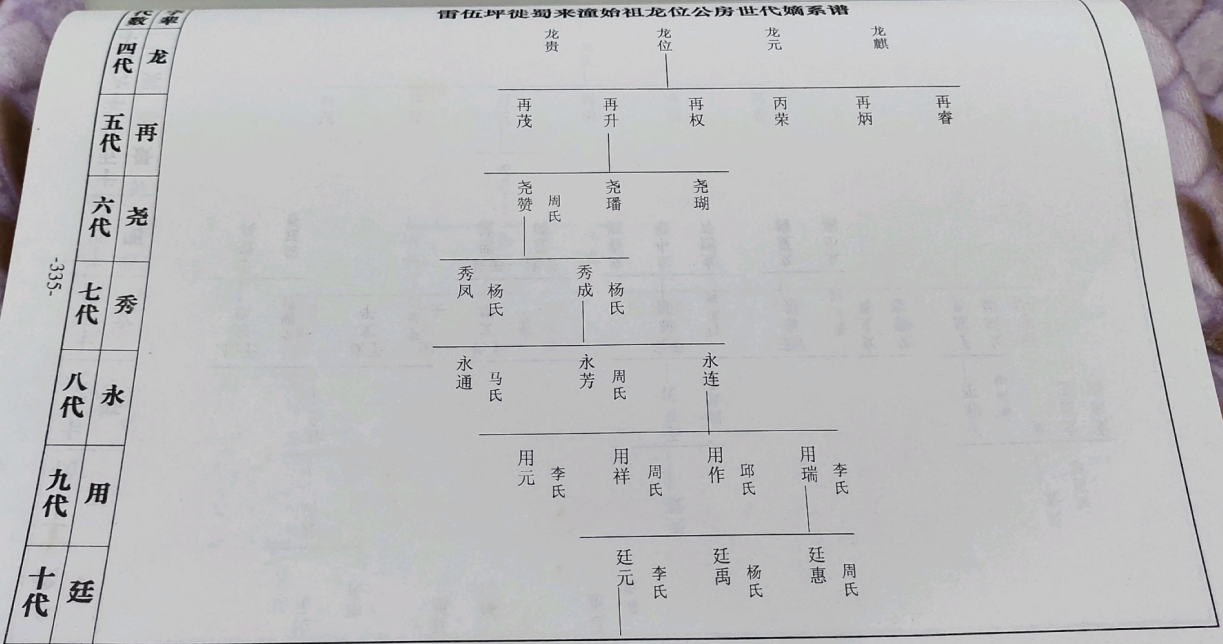 雷伍坪徙蜀来潼始祖龙位公房世代嫡系谱
代数 字辈
四代 龙
龙贵 龙位 龙元 龙麒
五代 再
再茂 再升 再权 丙荣 再炳 再睿
六代 尧
尧赞 周氏 尧璠 尧瑚
七代 秀
秀凤 杨氏 秀成 杨氏
八代 永
永通 马氏 永芳 周氏 永连
九代 用
用元 李氏 用祥 周氏 用作 邱氏 用瑞 李氏
十代 廷
廷元 李氏 廷禹 杨氏 廷惠 周氏
-335-